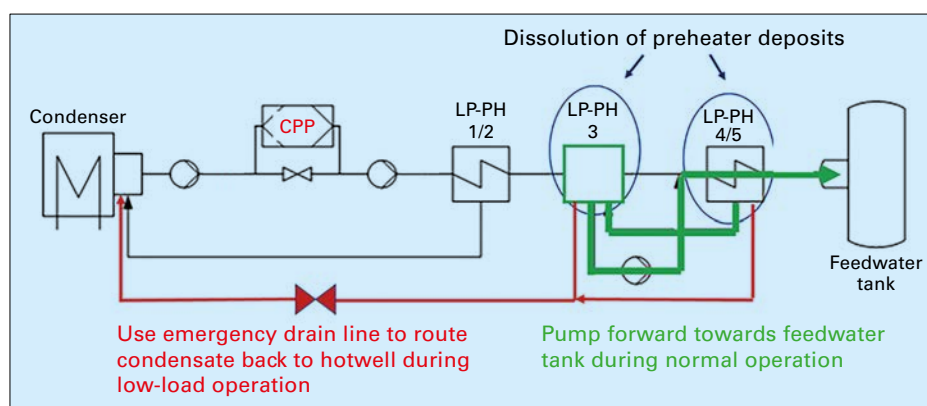 Dissolution of preheater deposits
Condenser
CPP
LP-PH
1/2
LP-PH
3
LP-PH
4/5
Feedwater
tank
Use emergency drain line to route
condensate back to hotwell during
low-load operation
Pump forward towards feedwater
tank during normal operation